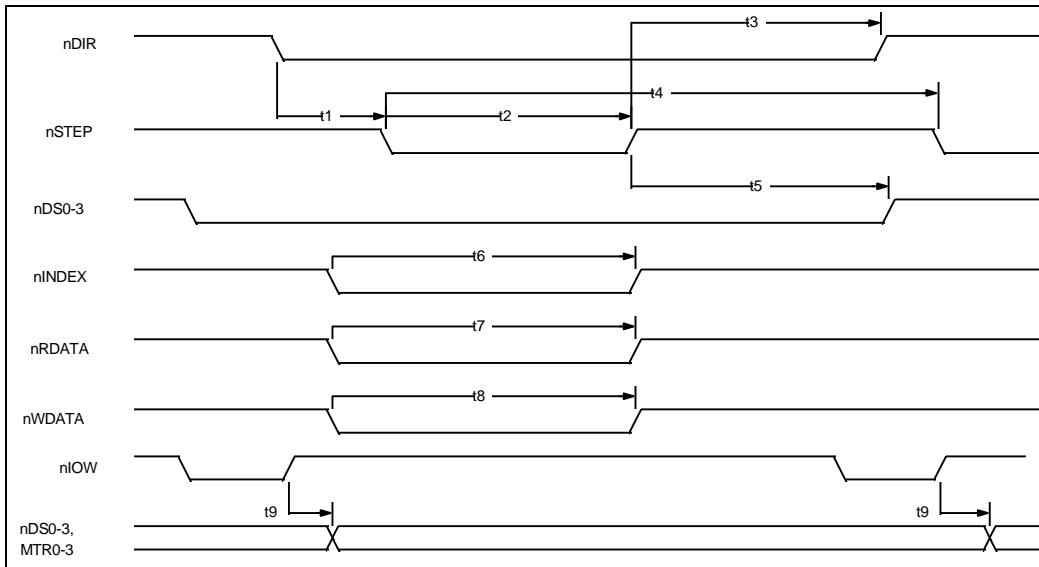 t3
nDIR
t4
t1
t2
nSTEP
t5
nDS0-3
t6
nINDEX
t7
nRDATA
t8
nWDATA
nIOW
t9
t9
nDS0-3,
MTR0-3